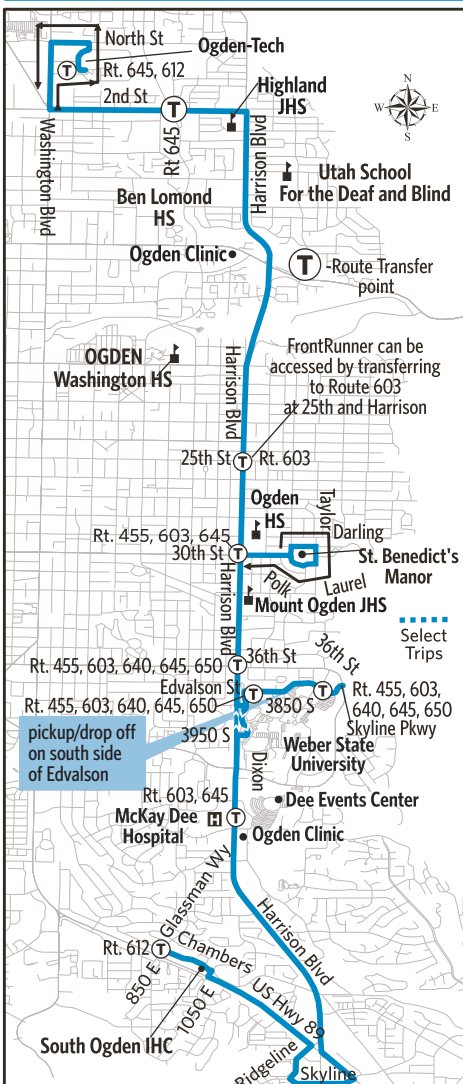 North St
Ogden-Tech
T
Rt. 645, 612
2nd St
T
Rt 645
Washington Blvd
Highland
JHS
N
W
E
S
Harrison Blvd
Utah School
For the Deaf and Blind
Ben Lomond
HS
Ogden Clinic
T
-Route Transfer
point
OGDEN
Washington HS
Harrison Blvd
FrontRunner can be
accessed by transferring
to Route 603
at 25th and Harrison
25th St
T
Rt. 603
Ogden
HS
Taylor
Darling
Rt. 455, 603, 645
30th St
T
St. Benedict's
Manor
Polk
Laurel
Harrison Blvd
Mount Ogden JHS
Select
Trips
36th St
T
36th St
Rt. 455, 603, 640, 645, 650
Edvalson St
T
T
Rt. 455, 603,
640, 645, 650
Rt. 455, 603, 640, 645, 650
3850 S
Skyline Pkwy
pickup/drop off
on south side
of Edvalson
3950 S
Weber State
University
Dixon
Rt. 603, 645
Dee Events Center
McKay Dee
Hospital
H
T
Ogden Clinic
Glassman Wy
Harrison Blvd
Rt. 612
T
Chambers
850 E
1050 E
US Hwy 89
South Ogden IHC
Ridgeline
Skyline